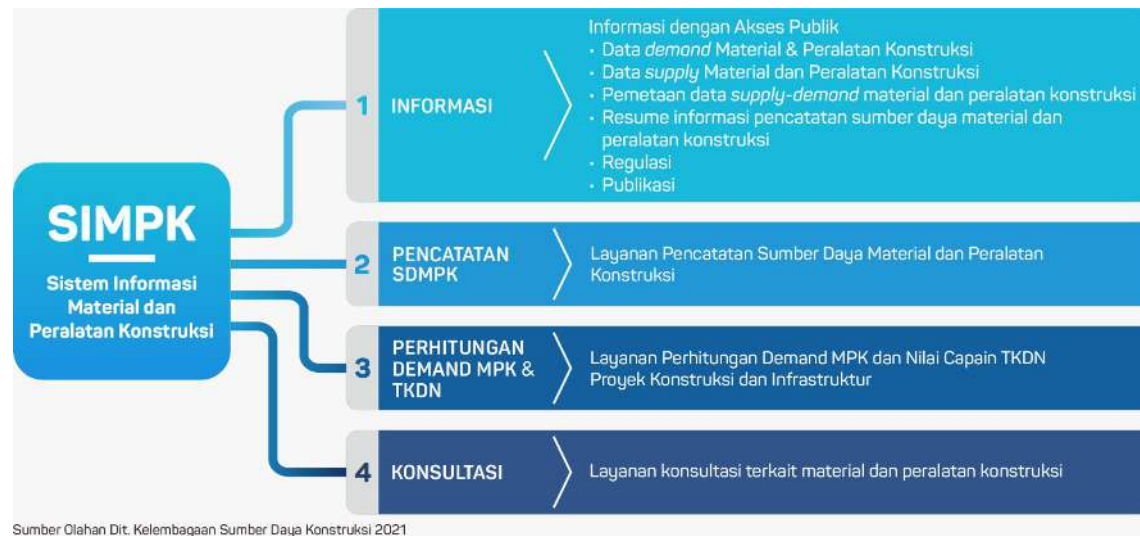 SIMPK
Sistem Informasi
Material dan
Peralatan Konstruksi
1
INFORMASI
Informasi dengan Akses Publik
• Data demand Material & Peralatan Konstruksi
• Data supply Material dan Peralatan Konstruksi
• Pemetaan data supply-demand material dan peralatan konstruksi
• Resume informasi pencatatan sumber daya material dan
peralatan konstruksi
• Regulasi
• Publikasi
2
PENCATATAN
SDMPK
Layanan Pencatatan Sumber Daya Material dan Peralatan
Konstruksi
3
PERHITUNGAN
DEMAND MPK &
TKDN
Layanan Perhitungan Demand MPK dan Nilai Capain TKDN
Proyek Konstruksi dan Infrastruktur
4
KONSULTASI
Layanan konsultasi terkait material dan peralatan konstruksi
Sumber Olahan Dit. Kelembagaan Sumber Daya Konstruksi 2021